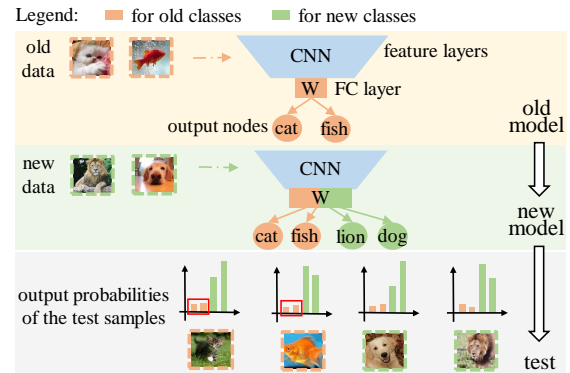 Legend: for old classes for new classes
old data
CNN
feature layers
W
FC layer
output nodes
cat
fish
old model
new data
CNN
W
cat
fish
lion
dog
new model
output probabilities
of the test samples
test